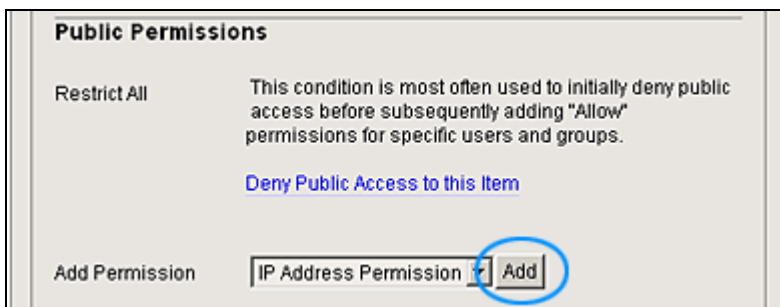 Public Permissions
Restrict All
This condition is most often used to initially deny public
access before subsequently adding "Allow"
permissions for specific users and groups.
Deny Public Access to this Item
Add Permission IP Address Permission Add